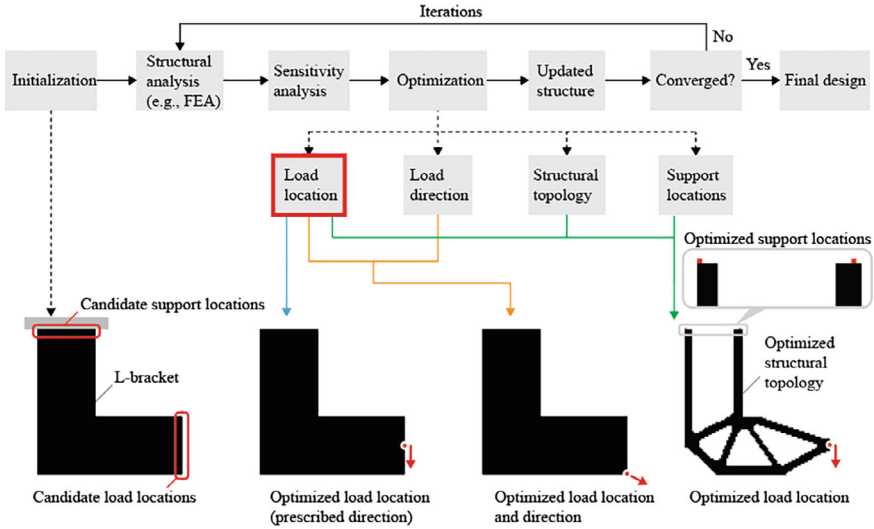 Iterations
No
Initialization
Structural
analysis
(e.g., FEA)
Sensitivity
analysis
Optimization
Updated
structure
Converged?
Yes
Final design
Load
location
Load
direction
Structural
topology
Support
locations
Optimized support locations
Candidate support locations
L-bracket
Optimized
structural
topology
Candidate load locations
Optimized load location
(prescribed direction)
Optimized load location
and direction
Optimized load location